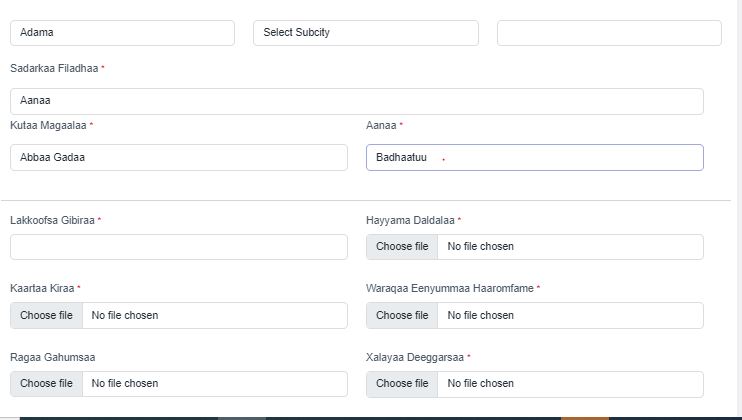 Adama Select Subcity
Sadarkaa Filadhaa *
Aanaa
Kutaa Magaalaa * Aanaa *
Abbaa Gadaa Badhaatuu
Lakkoofsa Gibiraa * Hayyama Daldalaa *
Choose file No file chosen
Kaartaa Kiraa * Waraqaa Eenyummaa Haaromfame *
Choose file No file chosen Choose file No file chosen
Ragaa Gahumsaa Xalayaa Deeggarsaa *
Choose file No file chosen Choose file No file chosen